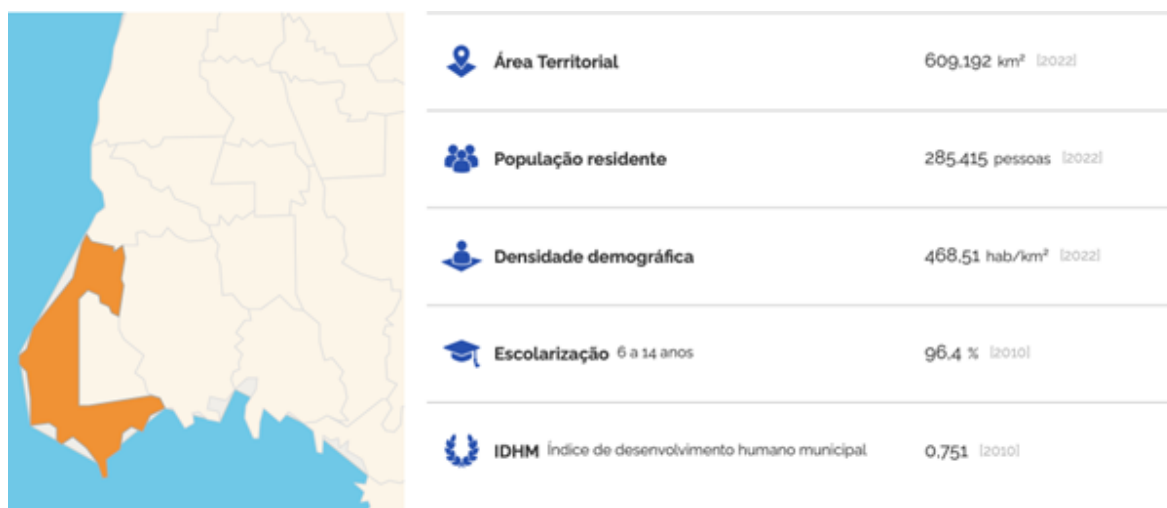 Área Territorial 609,192 km² [2022]
População residente 285.415 pessoas [2022]
Densidade demográfica 468,51 hab/km² [2022]
Escolarização 6 a 14 anos 96,4 % [2010]
IDHM Índice de desenvolvimento humano municipal 0,751 [2010]